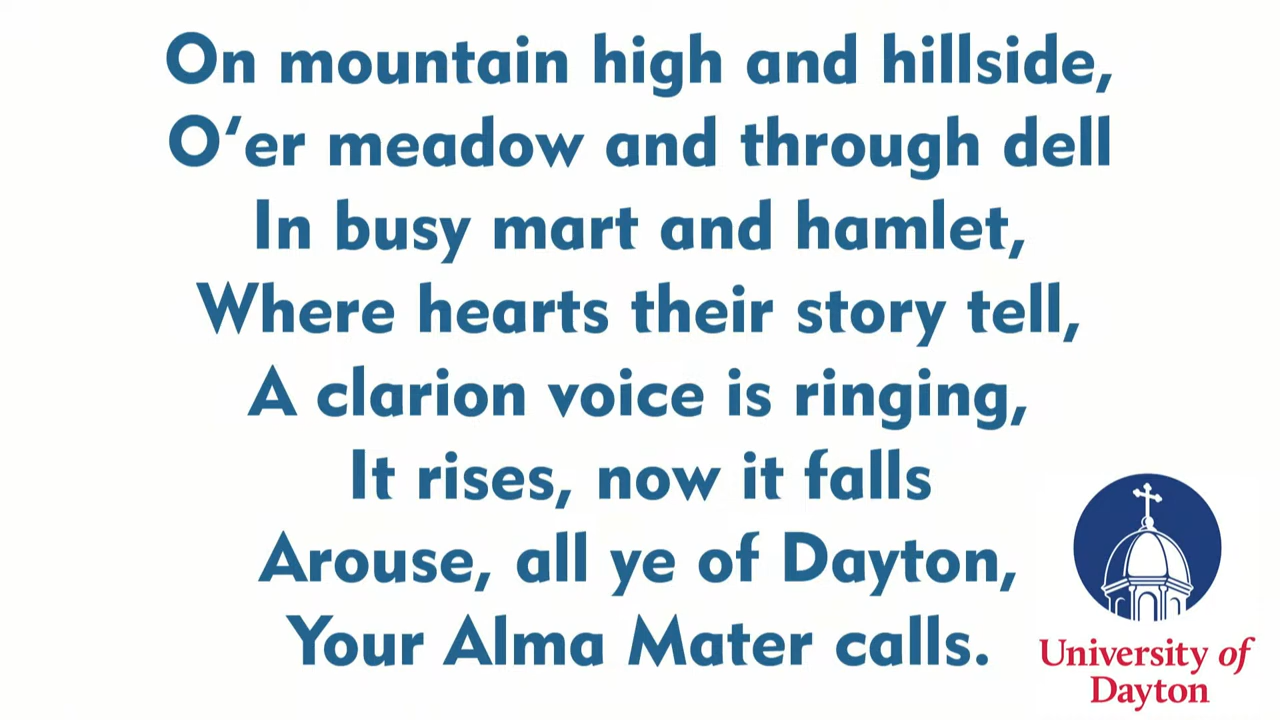 On mountain high and hillside,
O‘er meadow and through dell
In busy mart and hamlet,
Where hearts their story tell,
A clarion voice is ringing,
It rises, now it falls
Arouse, all ye of Dayton,
Your Alma Mater calls.
University of
Dayton